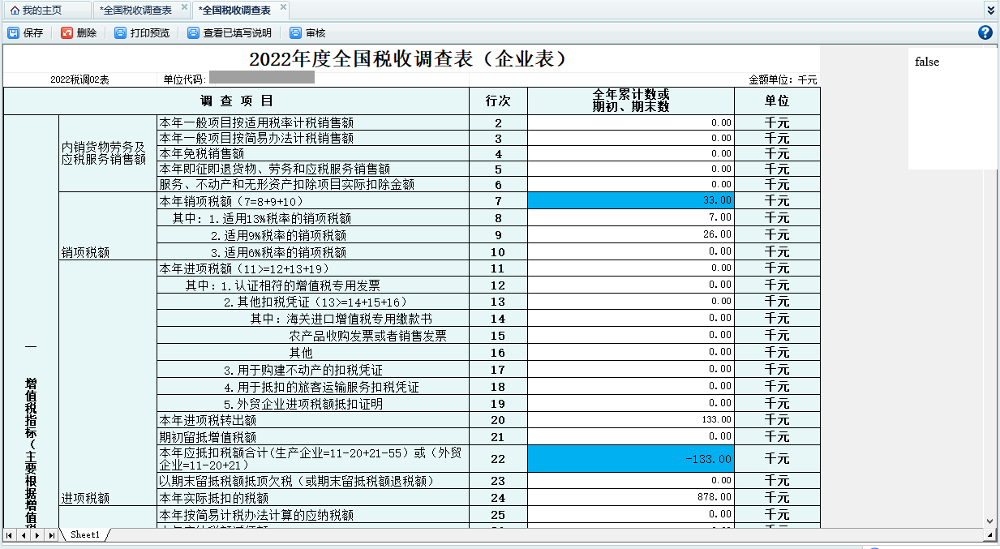 我的主页 *全国税收调查表 *全国税收调查表
保存 删除 打印预览 查看已填写说明 审核
false
2022年度全国税收调查表（企业表）
2022税调02表 单位代码: 金额单位: 千元
调 查 项 目 行次 全年累计数或 单位
期初、期末数
内销货物劳务及
应税服务销售额
本年一般项目按适用税率计税销售额 2 0.00 千元
本年一般项目按简易办法计税销售额 3 0.00 千元
本年免税销售额 4 0.00 千元
本年即征即退货物、劳务和应税服务销售额 5 0.00 千元
服务、不动产和无形资产扣除项目实际扣除金额 6 0.00 千元
销项税额
本年销项税额（7=8+9+10） 7 33.00 千元
其中: 1.适用13%税率的销项税额 8 7.00 千元
2.适用9%税率的销项税额 9 26.00 千元
3.适用6%税率的销项税额 10 0.00 千元
一
增值税指标（主要根据增值税
进项税额
本年进项税额（11>=12+13+19） 11 0.00 千元
其中: 1.认证相符的增值税专用发票 12 0.00 千元
2.其他扣税凭证（13>=14+15+16） 13 0.00 千元
其中: 海关进口增值税专用缴款书 14 0.00 千元
农产品收购发票或者销售发票 15 0.00 千元
其他 16 0.00 千元
3.用于购建不动产的扣税凭证 17 0.00 千元
4.用于抵扣的旅客运输服务扣税凭证 18 0.00 千元
5.外贸企业进项税额抵扣证明 19 0.00 千元
本年进项税转出额 20 133.00 千元
期初留抵增值税额 21 0.00 千元
本年应抵扣税额合计(生产企业=11-20+21-55）或（外贸
企业=11-20+21） 22 -133.00 千元
以期末留抵税额抵顶欠税（或期末留抵税额退税额） 23 0.00 千元
本年实际抵扣的税额 24 878.00 千元
本年按简易计税办法计算的应纳税额 25 0.00 千元
Sheet1